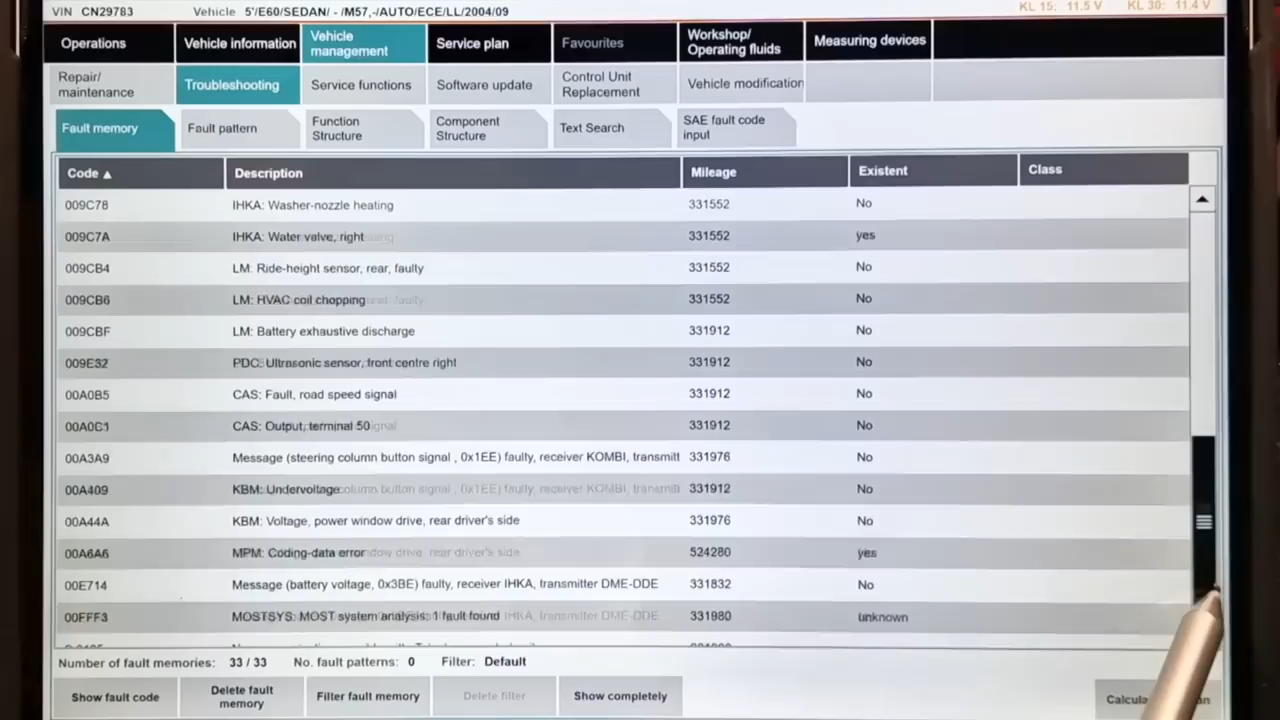 VIN CN29783 Vehicle 5'/E60/SEDAN/ - /M57,-/AUTO/ECE/LL/2004/09 KL 15: 11.5 V KL 30: 11.4 V
Operations Vehicle information Vehicle management Service plan Favourites Workshop/ Operating fluids Measuring devices
Repair/ maintenance Troubleshooting Service functions Software update Control Unit Replacement Vehicle modification
Fault memory Fault pattern Function Structure Component Structure Text Search SAE fault code input
Code ▲ Description Mileage Existent Class
009C78 IHKA: Washer-nozzle heating 331552 No
009C7A IHKA: Water valve, right 331552 yes
009CB4 LM: Ride-height sensor, rear, faulty 331552 No
009CB6 LM: HVAC coil chopping 331552 No
009CBF LM: Battery exhaustive discharge 331912 No
009E32 PDC: Ultrasonic sensor, front centre right 331912 No
00A0B5 CAS: Fault, road speed signal 331912 No
00A0C1 CAS: Output, terminal 50 331912 No
00A3A9 Message (steering column button signal , 0x1EE) faulty, receiver KOMBI, transmitt 331976 No
00A409 KBM: Undervoltage 331912 No
00A44A KBM: Voltage, power window drive, rear driver's side 331976 No
00A6A6 MPM: Coding-data error 524280 yes
00E714 Message (battery voltage, 0x3BE) faulty, receiver IHKA, transmitter DME-DDE 331832 No
00FFF3 MOSTSYS: MOST system analysis: 1 fault found 331980 unknown
Number of fault memories: 33 / 33 No. fault patterns: 0 Filter: Default
Show fault code Delete fault memory Filter fault memory Delete filter Show completely